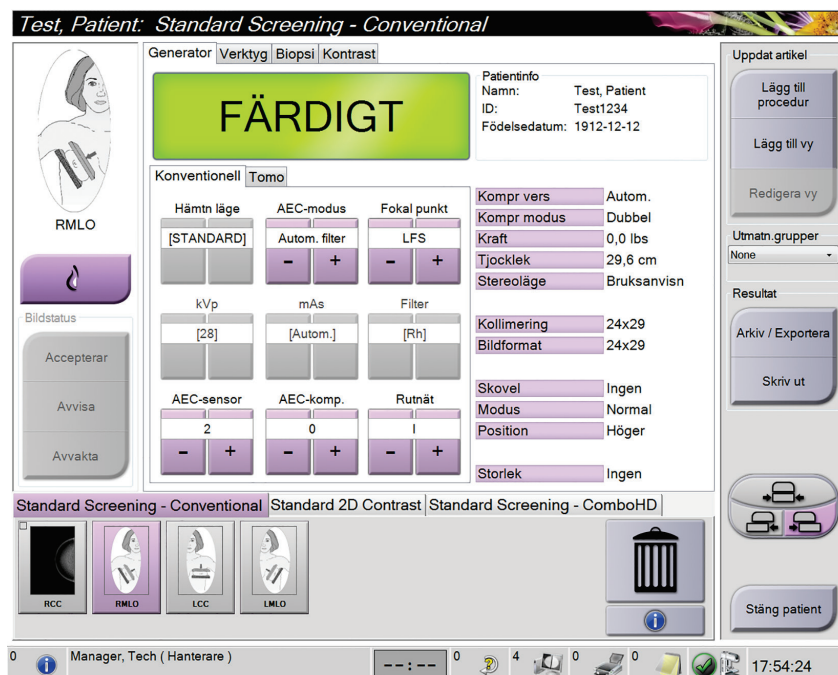 Test, Patient: Standard Screening - Conventional
Generator Verktyg Biopsi Kontrast
FÄRDIGT
Patientinfo
Namn: Test, Patient
ID: Test1234
Födelsedatum: 1912-12-12
RMLO
Bildstatus
Accepterar
Avvisa
Avvakta
Konventionell Tomo
Hämtn läge AEC-modus Fokal punkt
[STANDARD] Autom. filter LFS
- + - +
kVp mAs Filter
[28] [Autom.] [Rh]
AEC-sensor AEC-komp. Rutnät
2 0 I
- + - + - +
Kompr vers Autom.
Kompr modus Dubbel
Kraft 0,0 lbs
Tjocklek 29,6 cm
Stereoläge Bruksanvisn
Kollimering 24x29
Bildformat 24x29
Skovel Ingen
Modus Normal
Position Höger
Storlek Ingen
Uppdat artikel
Lägg till
procedur
Lägg till vy
Redigera vy
Utmatn.grupper
None
Resultat
Arkiv / Exportera
Skriv ut
Stäng patient
Standard Screening - Conventional Standard 2D Contrast Standard Screening - ComboHD
RCC RMLO LCC LMLO
0 Manager, Tech ( Hanterare ) --:-- 0 4 0 0 17:54:24